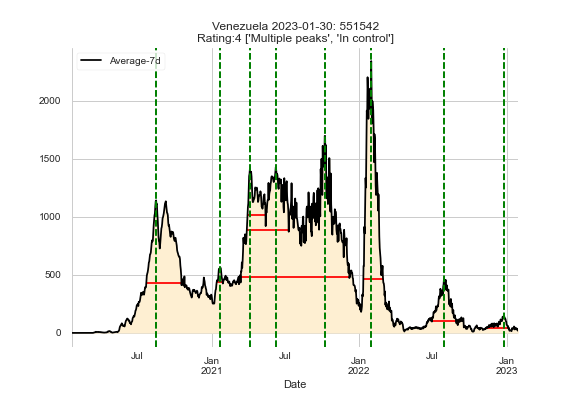 Venezuela 2023-01-30: 551542
Rating:4 ['Multiple peaks', 'In control']
Average-7d
2000
1500
1000
500
0
Jul
Jan
2021
Jul
Jan
2022
Jul
Jan
2023
Date